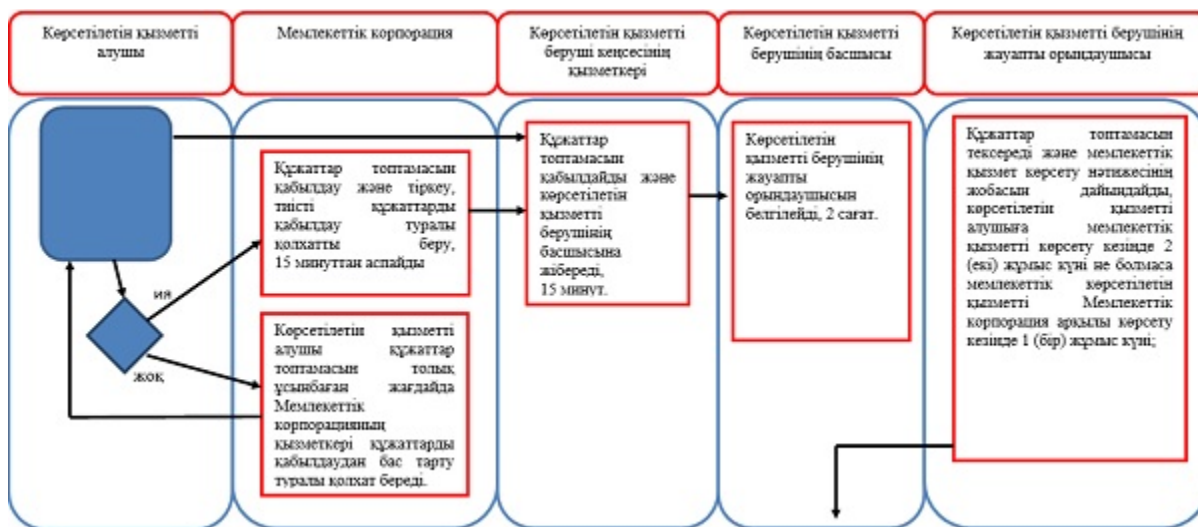 Көрсетілетін қызметті
алушы
Мемлекеттік корпорация
Көрсетілетін қызметті
беруші кеңсесінің
қызметкері
Көрсетілетін қызметті
берушінің басшысы
Көрсетілетін қызметті берушінің
жауапты орындаушысы
ия
жоқ
Құжаттар топтамасын
қабылдау және тіркеу,
тиісті құжаттарды
қабылдау туралы
қолхатты беру,
15 минуттан аспайды
Көрсетілетін қызметті
алушы құжаттар
топтамасын толық
ұсынбаған жағдайда
Мемлекеттік
корпорацияның
қызметкері құжаттарды
қабылдаудан бас тарту
туралы қолхат береді.
Құжаттар
топтамасын
қабылдайды және
көрсетілетін
қызметті
берушінің
басшысына
жібереді,
15 минут.
Көрсетілетін
қызметті берушінің
жауапты
орындаушысын
белгілейді, 2 сағат.
Құжаттар топтамасын
тексереді және мемлекеттік
қызмет көрсету нәтижесінің
жобасын дайындайды,
көрсетілетін қызметті
алушыға мемлекеттік
қызметті көрсету кезінде 2
(екі) жұмыс күні не болмаса
мемлекеттік көрсетілетін
қызметті Мемлекеттік
корпорация арқылы көрсету
кезінде 1 (бір) жұмыс күні;